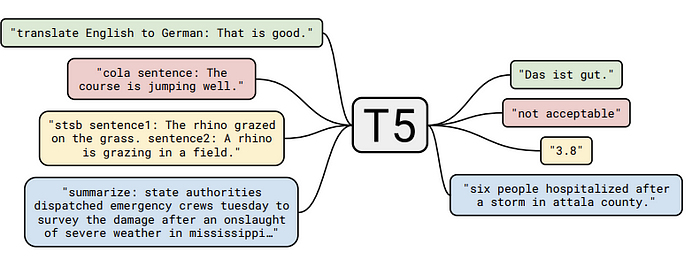 "translate English to German: That is good."
"cola sentence: The
course is jumping well."
"stsb sentence1: The rhino grazed
on the grass. sentence2: A rhino
is grazing in a field."
"summarize: state authorities
dispatched emergency crews tuesday to
survey the damage after an onslaught
of severe weather in mississippi…"
T5
"Das ist gut."
"not acceptable"
"3.8"
"six people hospitalized after
a storm in attala county."